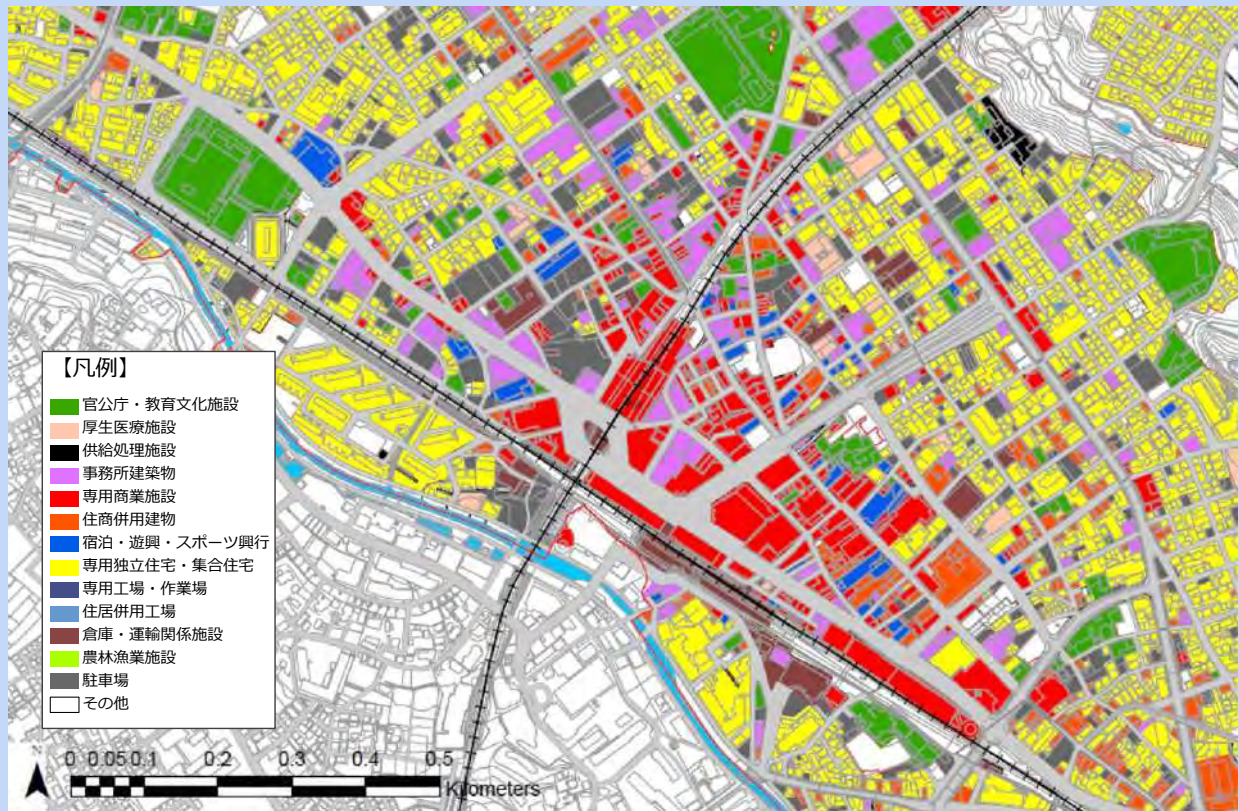 【凡例】
官公庁・教育文化施設
厚生医療施設
供給処理施設
事務所建築物
専用商業施設
住商併用建物
宿泊・遊興・スポーツ興行
専用独立住宅・集合住宅
専用工場・作業場
住居併用工場
倉庫・運輸関係施設
農林漁業施設
駐車場
その他
N
0 0.05 0.1 0.2 0.3 0.4 0.5
Kilometers